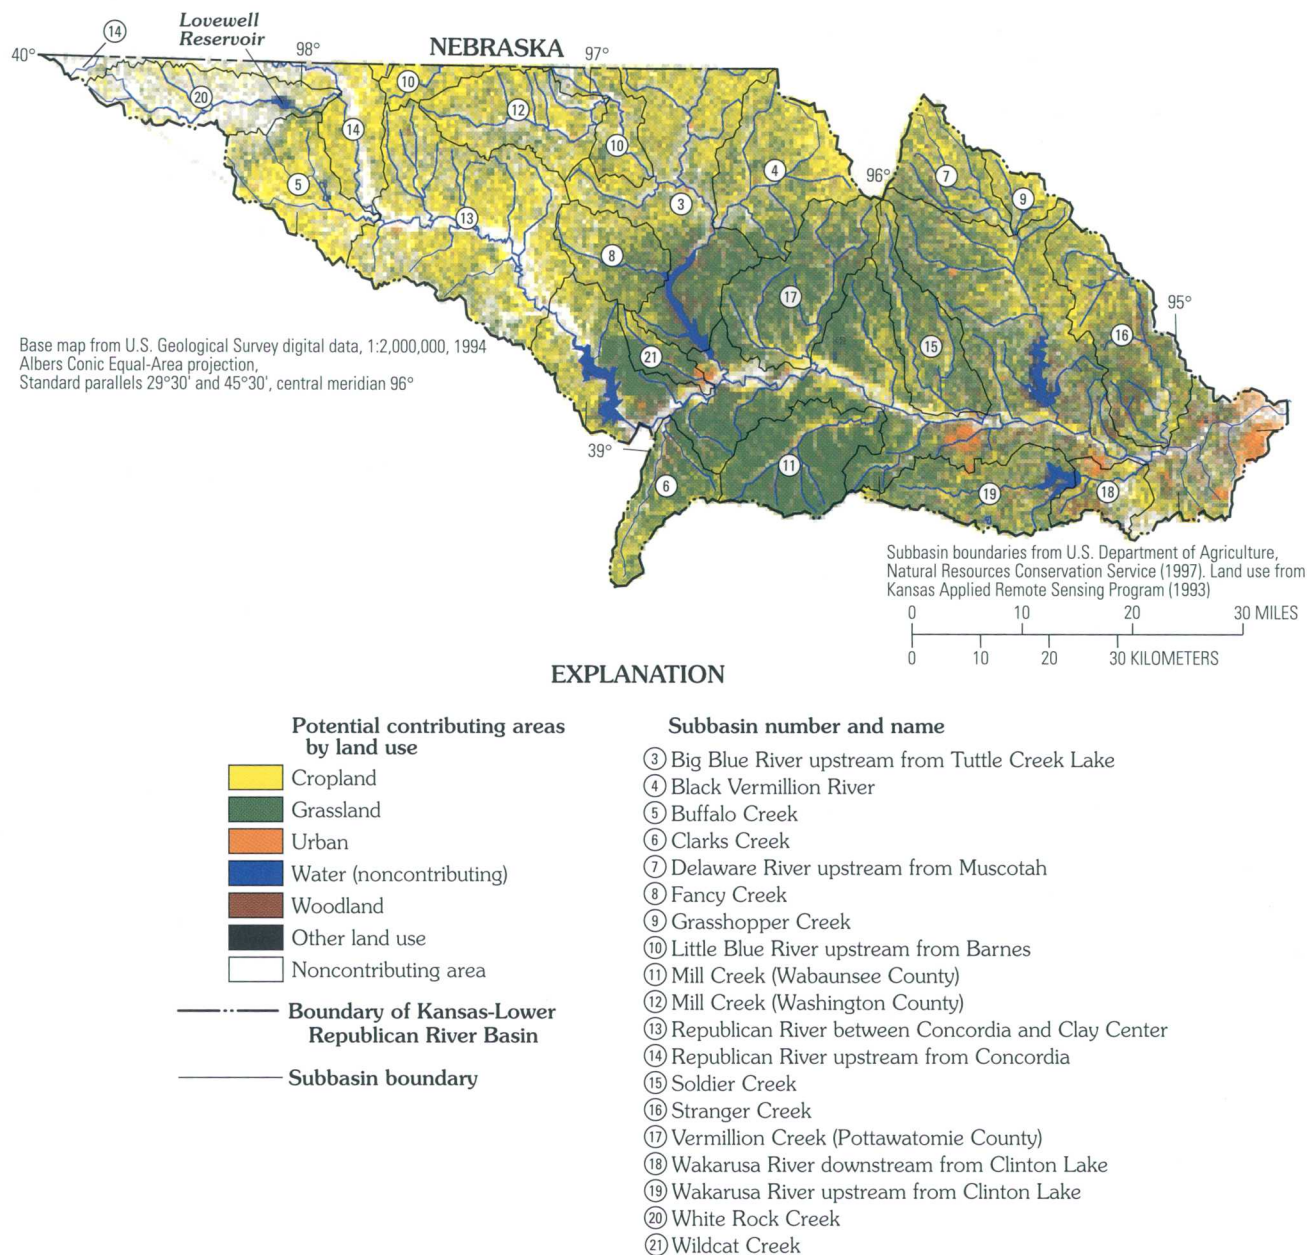 Lovewell
Reservoir
14
40°
98°
NEBRASKA
97°
10
20
12
14
10
4
96°
7
5
9
3
13
8
17
95°
16
Base map from U.S. Geological Survey digital data, 1:2,000,000, 1994
Albers Conic Equal-Area projection,
Standard parallels 29°30' and 45°30', central meridian 96°
21
15
39°
11
6
19
18
Subbasin boundaries from U.S. Department of Agriculture,
Natural Resources Conservation Service (1997). Land use from
Kansas Applied Remote Sensing Program (1993)
0 10 20 30 MILES
0 10 20 30 KILOMETERS
EXPLANATION
Potential contributing areas
by land use
Cropland
Grassland
Urban
Water (noncontributing)
Woodland
Other land use
Noncontributing area
Boundary of Kansas-Lower
Republican River Basin
Subbasin boundary
Subbasin number and name
3 Big Blue River upstream from Tuttle Creek Lake
4 Black Vermillion River
5 Buffalo Creek
6 Clarks Creek
7 Delaware River upstream from Muscotah
8 Fancy Creek
9 Grasshopper Creek
10 Little Blue River upstream from Barnes
11 Mill Creek (Wabaunsee County)
12 Mill Creek (Washington County)
13 Republican River between Concordia and Clay Center
14 Republican River upstream from Concordia
15 Soldier Creek
16 Stranger Creek
17 Vermillion Creek (Pottawatomie County)
18 Wakarusa River downstream from Clinton Lake
19 Wakarusa River upstream from Clinton Lake
20 White Rock Creek
21 Wildcat Creek